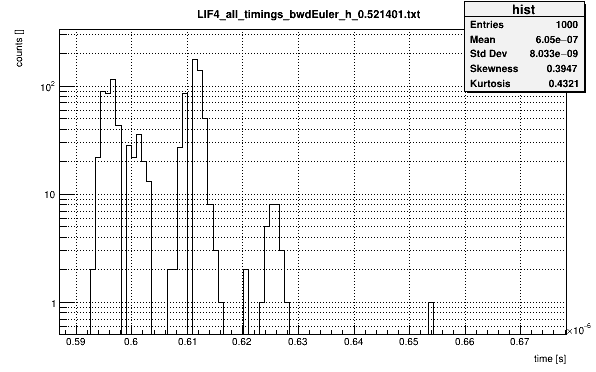 LIF4_all_timings_bwdEuler_h_0.521401.txt
hist
Entries 1000
Mean 6.05e−07
Std Dev 8.033e−09
Skewness 0.3947
Kurtosis 0.4321
counts []
10²
10
1
0.59 0.6 0.61 0.62 0.63 0.64 0.65 0.66 0.67
×10⁻⁶
time [s]